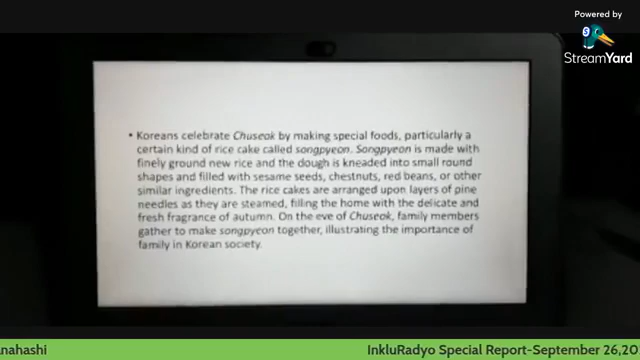 Powered by
StreamYard
• Koreans celebrate Chuseok by making special foods, particularly a
certain kind of rice cake called songpyeon. Songpyeon is made with
finely ground new rice and the dough is kneaded into small round
shapes and filled with sesame seeds, chestnuts, red beans, or other
similar ingredients. The rice cakes are arranged upon layers of pine
needles as they are steamed, filling the home with the delicate and
fresh fragrance of autumn. On the eve of Chuseok, family members
gather to make songpyeon together, illustrating the importance of
family in Korean society.
anahashi
InkluRadyo Special Report-September 26,20